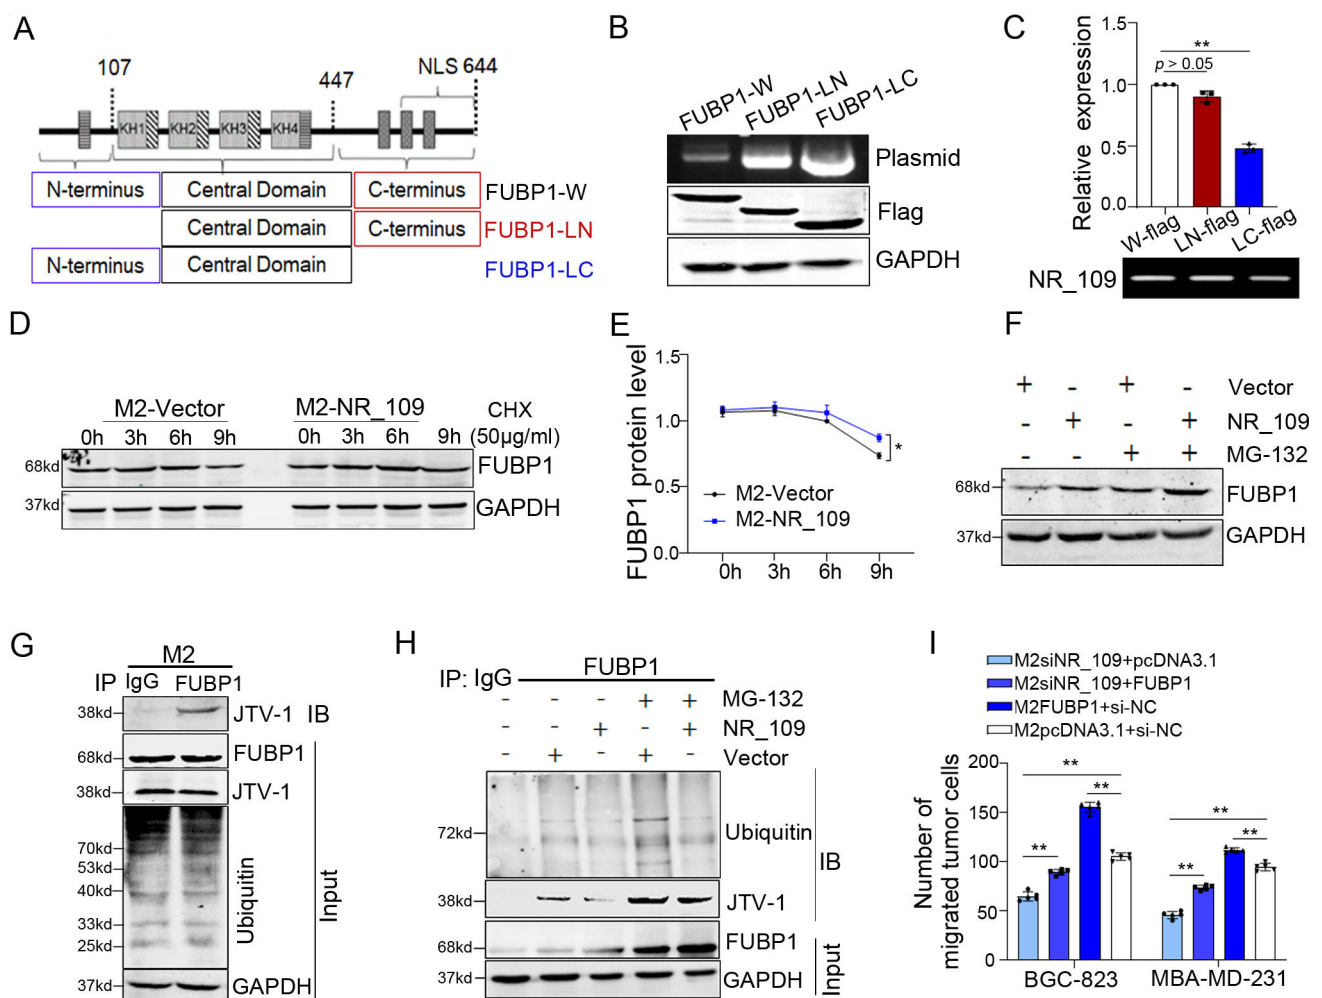 A
107
447
NLS 644
KH1 KH2 KH3 KH4
N-terminus Central Domain C-terminus FUBP1-W
Central Domain C-terminus FUBP1-LN
N-terminus Central Domain FUBP1-LC
B
FUBP1-W FUBP1-LN FUBP1-LC
Plasmid
Flag
GAPDH
C
Relative expression
1.5
1.0
0.5
0.0
**
p > 0.05
W-flag LN-flag LC-flag
NR_109
D
M2-Vector M2-NR_109 CHX
0h 3h 6h 9h 0h 3h 6h 9h (50μg/ml)
68kd FUBP1
37kd GAPDH
E
FUBP1 protein level
1.5
1.0
0.5
0.0
*
M2-Vector
M2-NR_109
0h 3h 6h 9h
F
+ - + - Vector
- + - + NR_109
- - + + MG-132
68kd FUBP1
37kd GAPDH
G
M2
IP IgG FUBP1
38kd JTV-1 IB
68kd FUBP1
38kd JTV-1
70kd
53kd
40kd
33kd
25kd
Ubiquitin
Input
37kd GAPDH
H
IP: IgG FUBP1
- - - + + MG-132
- - + - + NR_109
- + - + - Vector
72kd Ubiquitin
IB
38kd JTV-1
68kd FUBP1
37kd GAPDH
Input
I
M2siNR_109+pcDNA3.1
M2siNR_109+FUBP1
M2FUBP1+si-NC
M2pcDNA3.1+si-NC
Number of
migrated tumor cells
200
150
100
50
0
** ** **
** ** **
BGC-823 MBA-MD-231